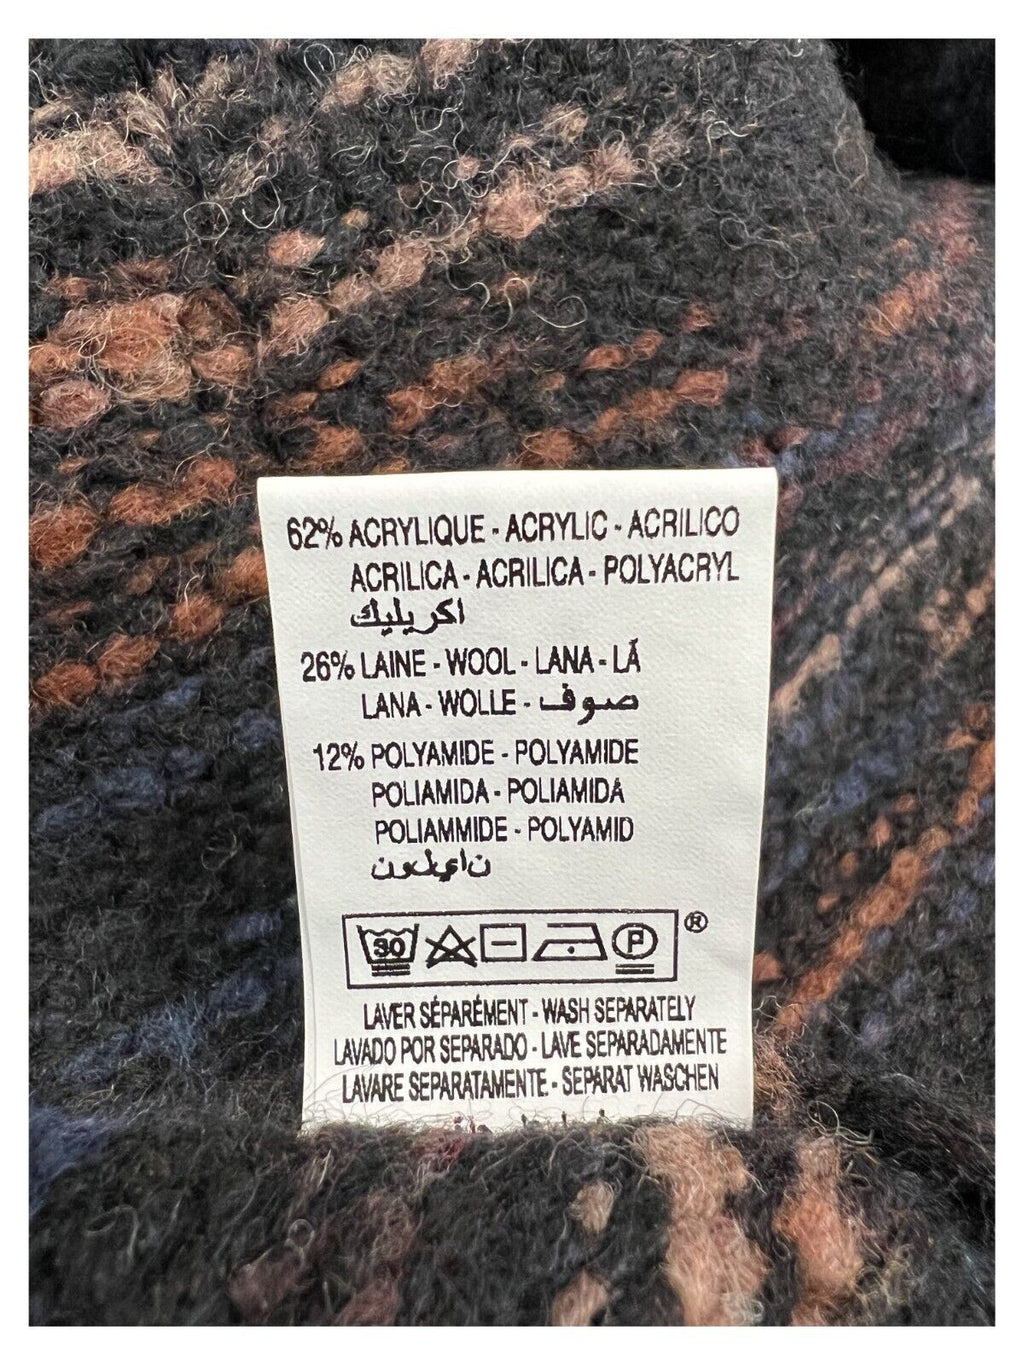 62% ACRYLIQUE - ACRYLIC - ACRILICO
ACRILICA - ACRILICA - POLYACRYL
اكريليك
26% LAINE - WOOL - LANA - LÃ
LANA - WOLLE - صوف
12% POLYAMIDE - POLYAMIDE
POLIAMIDA - POLIAMIDA
POLIAMMIDE - POLYAMID
30 P ®
LAVER SÉPARÉMENT - WASH SEPARATELY
LAVADO POR SEPARADO - LAVE SEPARADAMENTE
LAVARE SEPARATAMENTE - SEPARAT WASCHEN